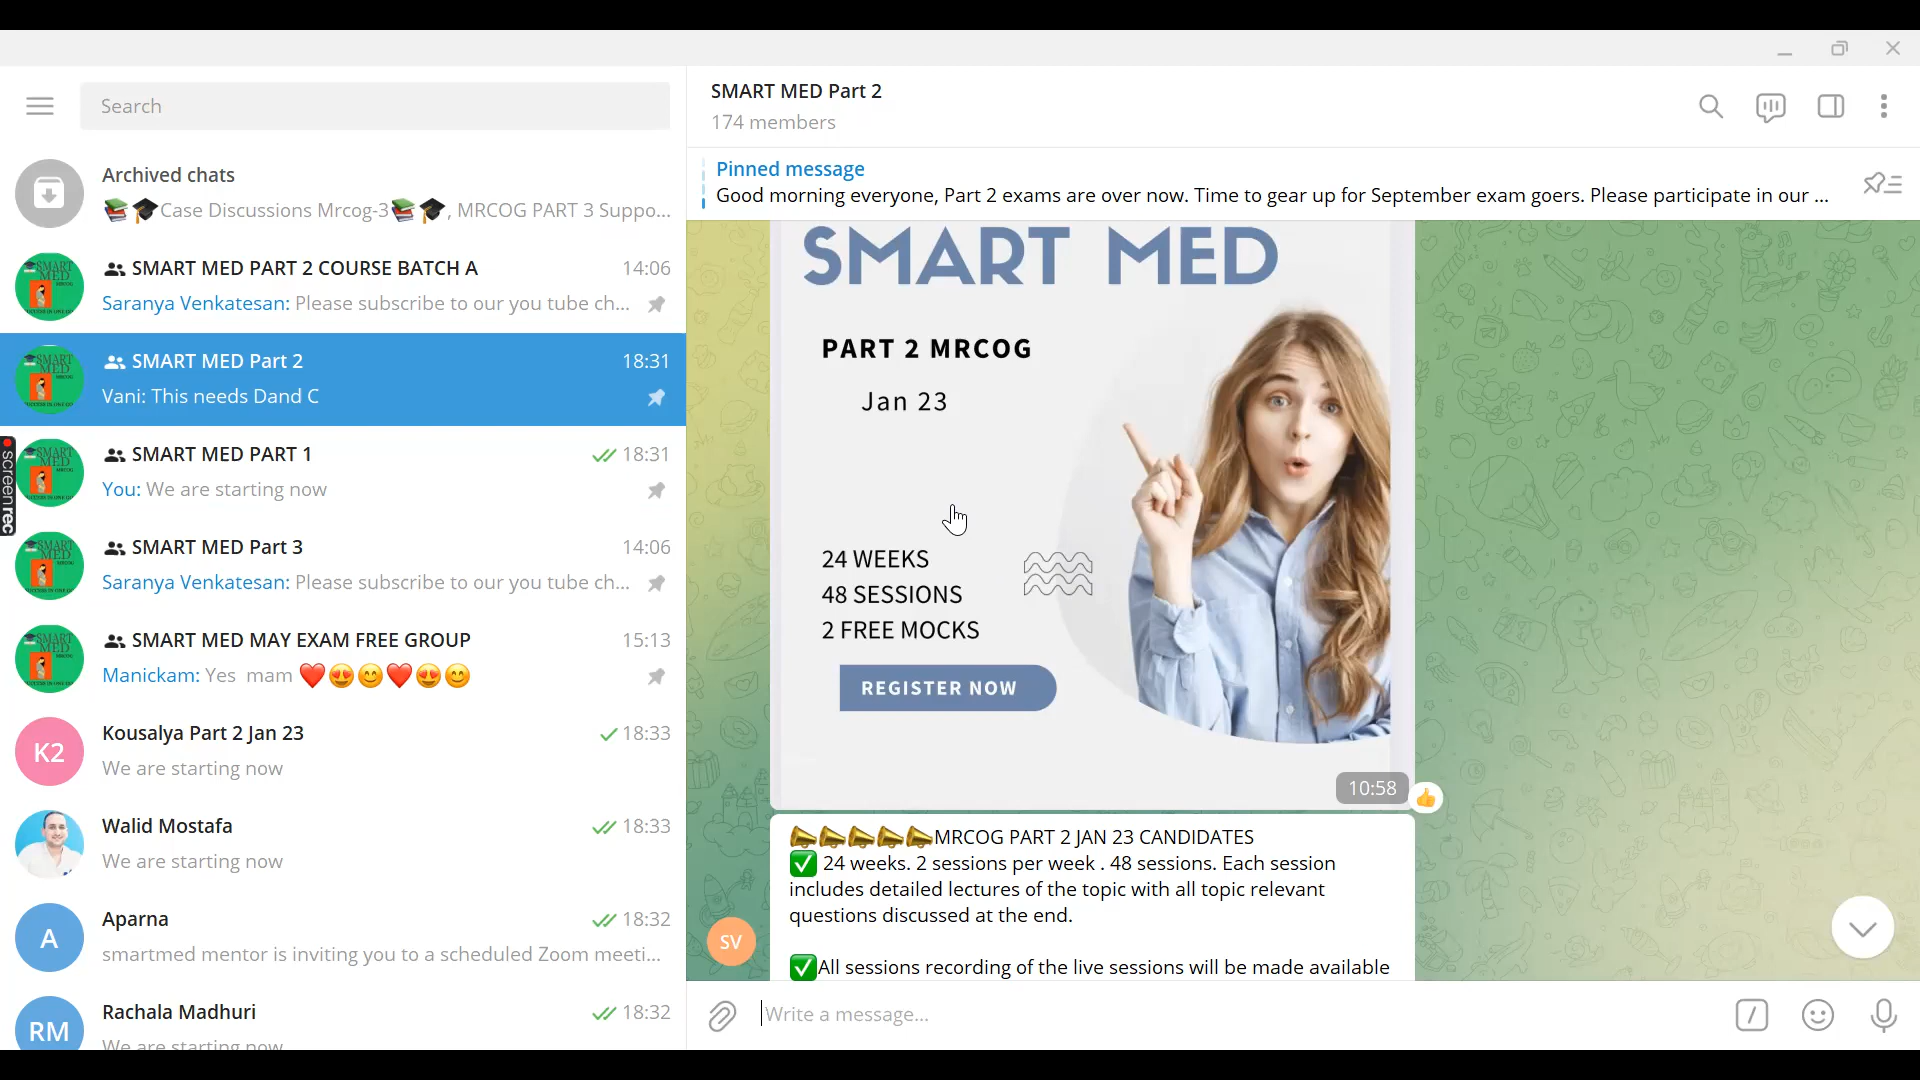 Search
Archived chats
📚🎓Case Discussions Mrcog-3📚🎓, MRCOG PART 3 Suppo...
SMART MED PART 2 COURSE BATCH A 14:06
Saranya Venkatesan: Please subscribe to our you tube ch...
SMART MED Part 2 18:31
Vani: This needs Dand C
SMART MED PART 1 18:31
You: We are starting now
SMART MED Part 3 14:06
Saranya Venkatesan: Please subscribe to our you tube ch...
SMART MED MAY EXAM FREE GROUP 15:13
Manickam: Yes mam ❤️😍😊❤️😍😊
K2
Kousalya Part 2 Jan 23 18:33
We are starting now
Walid Mostafa 18:33
We are starting now
A
Aparna 18:32
smartmed mentor is inviting you to a scheduled Zoom meeti...
RM
Rachala Madhuri 18:32
We are starting now
screenrec
SMART MED Part 2
174 members
Pinned message
Good morning everyone, Part 2 exams are over now. Time to gear up for September exam goers. Please participate in our ...
SMART MED
PART 2 MRCOG
Jan 23
24 WEEKS
48 SESSIONS
2 FREE MOCKS
REGISTER NOW
10:58
👍
📣📣📣📣📣MRCOG PART 2 JAN 23 CANDIDATES
✅ 24 weeks. 2 sessions per week . 48 sessions. Each session
includes detailed lectures of the topic with all topic relevant
questions discussed at the end.
SV
✅All sessions recording of the live sessions will be made available
Write a message...